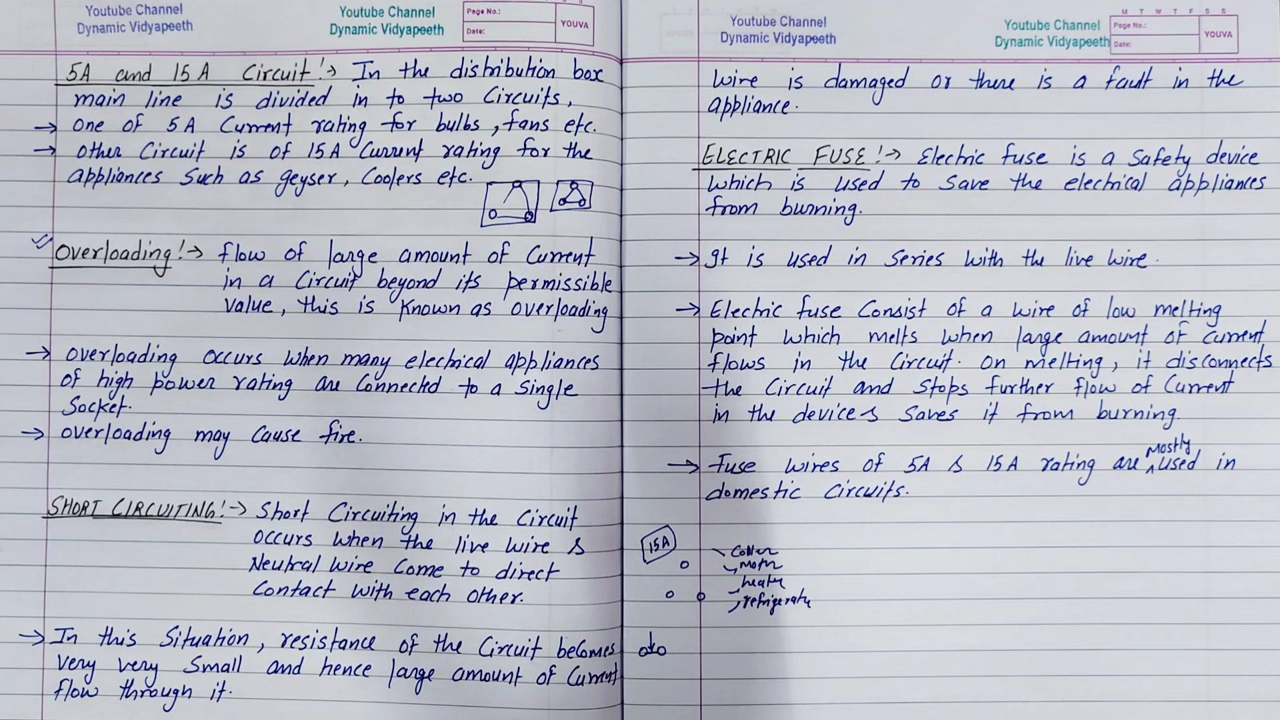 Youtube Channel
Dynamic Vidyapeeth
Youtube Channel
Dynamic Vidyapeeth
Page No.:
Date:
YOUVA
5A and 15A Circuit !→ In the distribution box
main line is divided in to two Circuits,
→ One of 5A Current rating for bulbs, fans etc.
→ Other Circuit is of 15A Current rating for the
appliances Such as geyser, Coolers etc.
Overloading !→ flow of large amount of Current
in a Circuit beyond its permissible
value, this is known as overloading
→ overloading occurs when many electrical appliances
of high power rating are Connected to a Single
Socket.
→ overloading may Cause fire.
SHORT CIRCUITING !→ Short Circuiting in the Circuit
occurs when the live wire &
Neutral wire Come to direct
Contact with each other.
→ In this Situation, resistance of the Circuit becomes
very very Small and hence large amount of Current
flow through it.
Youtube Channel
Dynamic Vidyapeeth
Youtube Channel
Dynamic Vidyapeeth
M T W T F S S
Page No.:
Date:
YOUVA
wire is damaged or there is a fault in the
appliance.
ELECTRIC FUSE !→ Electric fuse is a Safety device
which is used to Save the electrical appliances
from burning.
→ It is used in Series with the live wire.
→ Electric fuse Consist of a wire of low melting
point which melts when large amount of Current
flows in the Circuit. On melting, it disconnects
the Circuit and Stops further flow of Current
in the device & Saves it from burning.
→ Fuse wires of 5A & 15A rating are Mostly used in
domestic Circuits.
15A